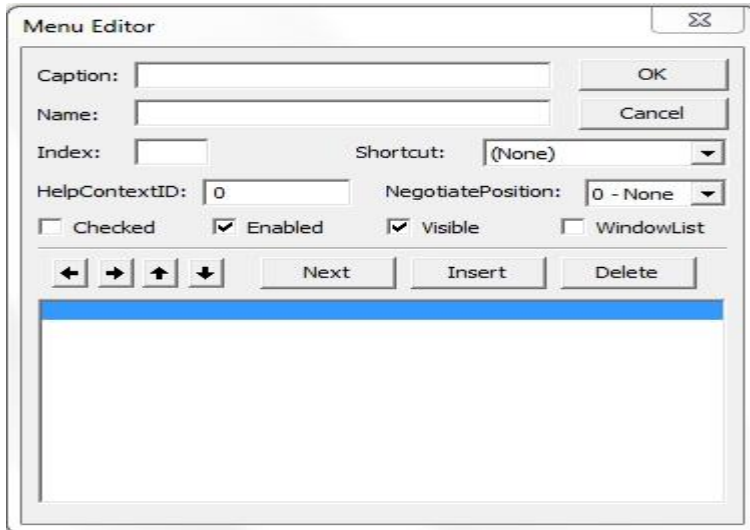 Menu Editor
Caption: OK
Name: Cancel
Index: Shortcut: (None)
HelpContextID: 0 NegotiatePosition: 0 - None
Checked Enabled Visible WindowList
Next Insert Delete